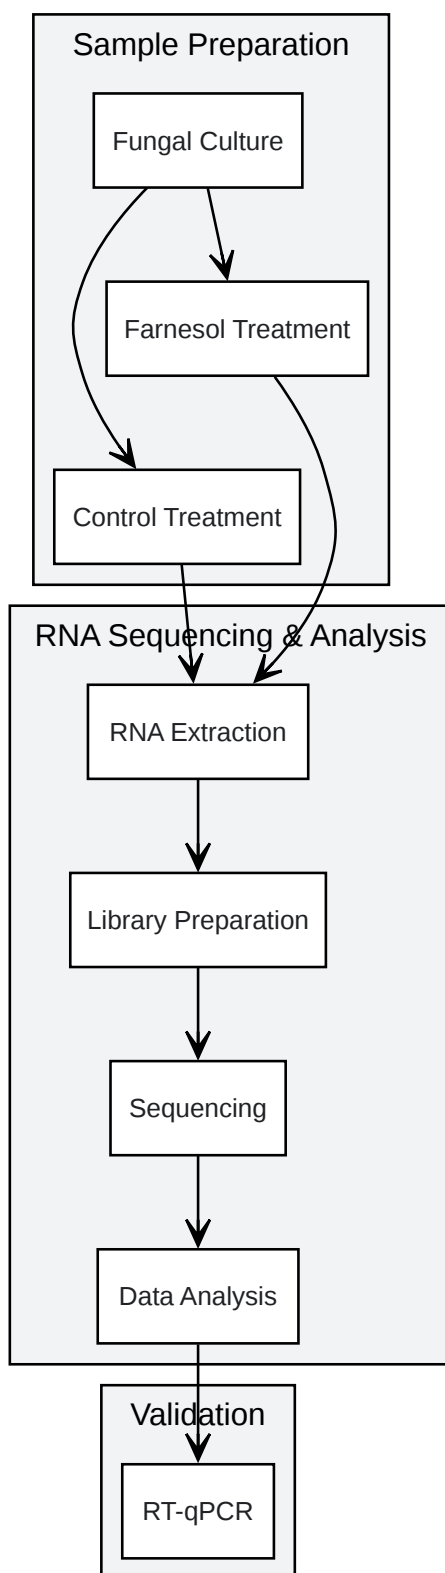 Sample Preparation
Fungal Culture
Farnesol Treatment
Control Treatment
RNA Sequencing & Analysis
RNA Extraction
Library Preparation
Sequencing
Data Analysis
Validation
RT-qPCR